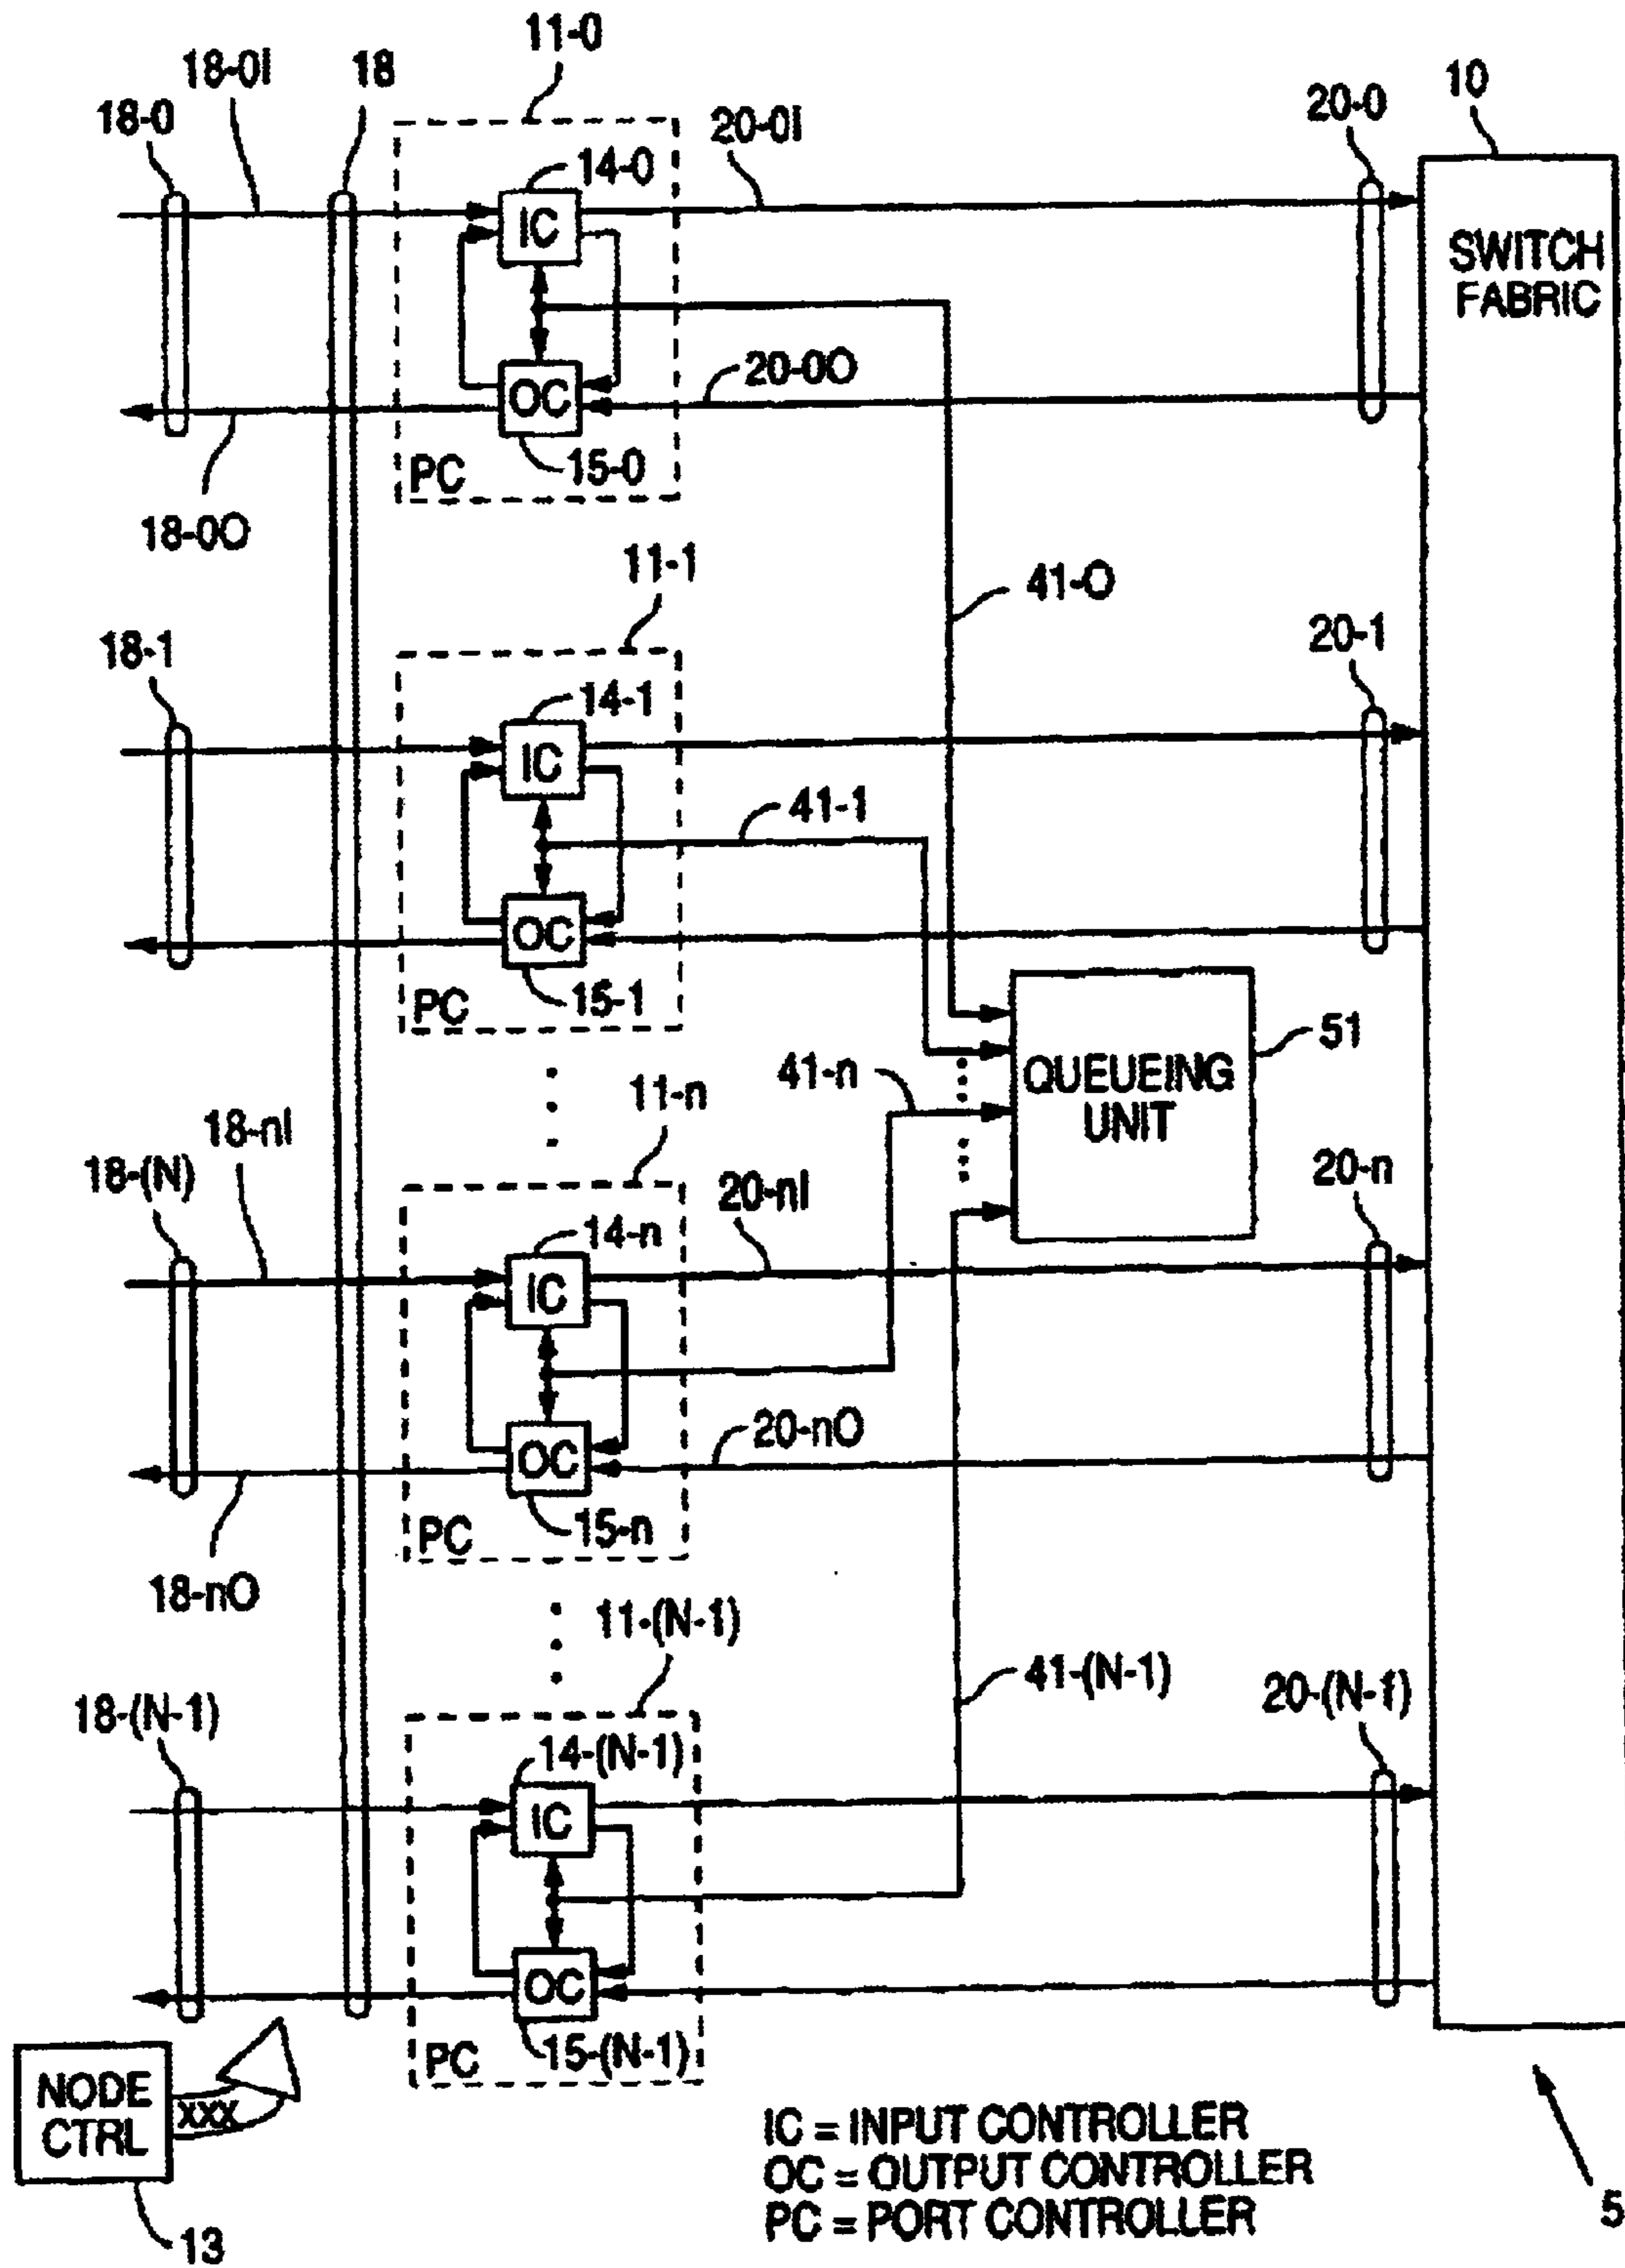 11-0
18-0I
18
10
18-0
20-0I
20-0
14-0
IC
SWITCH
FABRIC
20-0O
OC
15-0
PC
18-0O
11-1
41-O
18-1
20-1
14-1
IC
41-1
OC
15-1
PC
51
QUEUEING
UNIT
41-n
11-n
18-nI
18-(N)
20-nI
20-n
14-n
IC
20-nO
OC
15-n
PC
18-nO
11-(N-1)
41-(N-1)
20-(N-1)
18-(N-1)
14-(N-1)
IC
OC
15-(N-1)
PC
NODE
CTRL
XXX
13
IC = INPUT CONTROLLER
OC = OUTPUT CONTROLLER
PC = PORT CONTROLLER
5